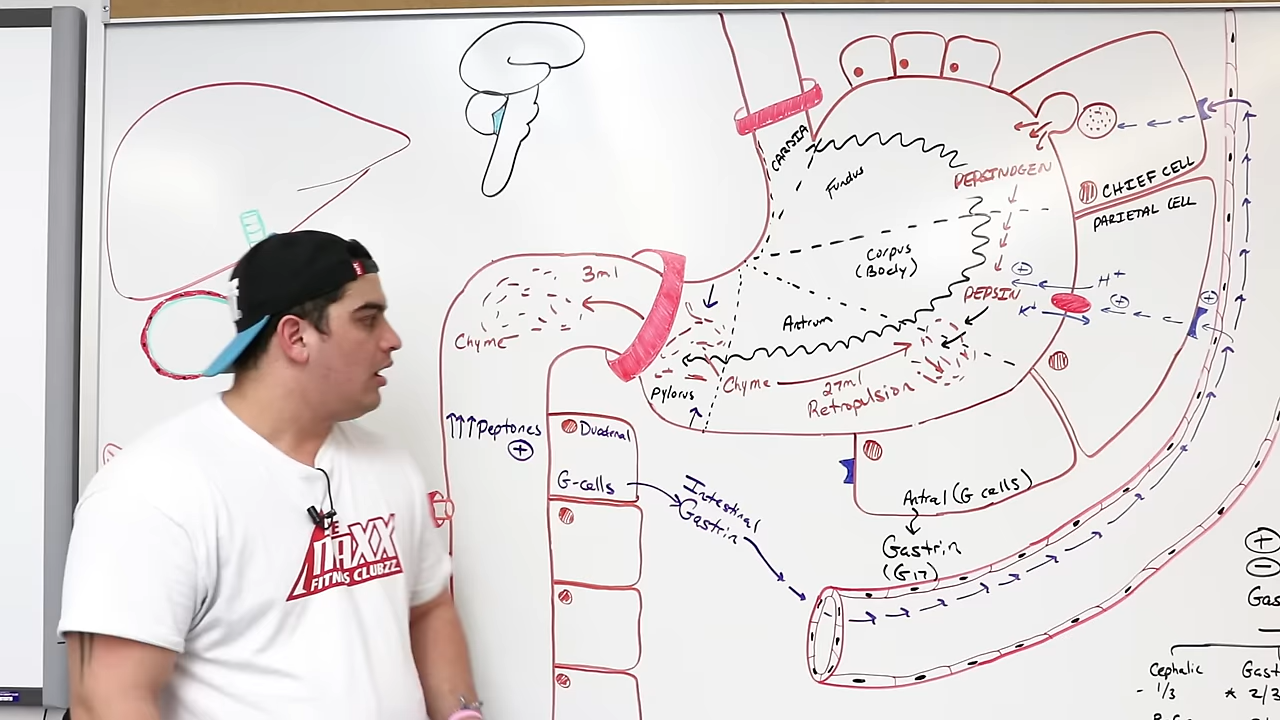 CARDIA
Fundus
PEPSINOGEN
CHIEF CELL
PARIETAL CELL
Corpus
(Body)
PEPSIN
H+
K+
Antrum
3ml
Chyme
Pylorus
Chyme
27ml
Retropulsion
↑↑↑Peptones
+
Duodenal
G-cells
Intestinal
Gastrin
Antral (G cells)
Gastrin
(G17)
+
-
Gas
Cephalic
- 1/3
Gast
* 2/3
MAXX
FITNESS CLUBZZ